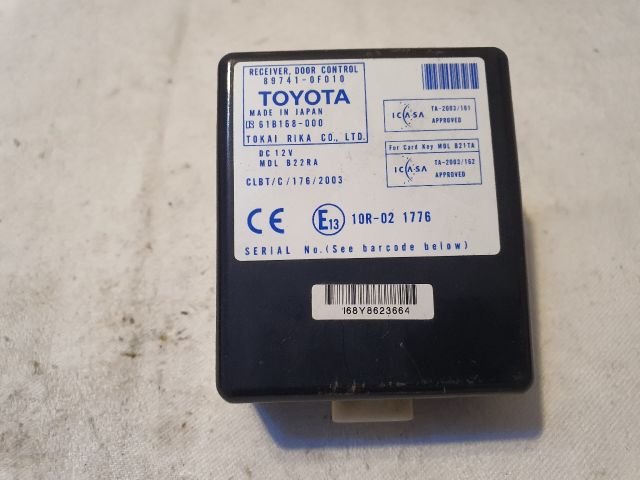 RECEIVER, DOOR CONTROL
89741-0F010
TOYOTA
MADE IN JAPAN
61B168-000
TOKAI RIKA CO., LTD.
DC 12V
MDL B22RA
CLBT/C/176/2003
ICASA
TA-2003/161
APPROVED
For Card Key MDL B21TA
ICASA
TA-2003/162
APPROVED
CE E13 10R-02 1776
SERIAL No.(See barcode below)
168Y8623664